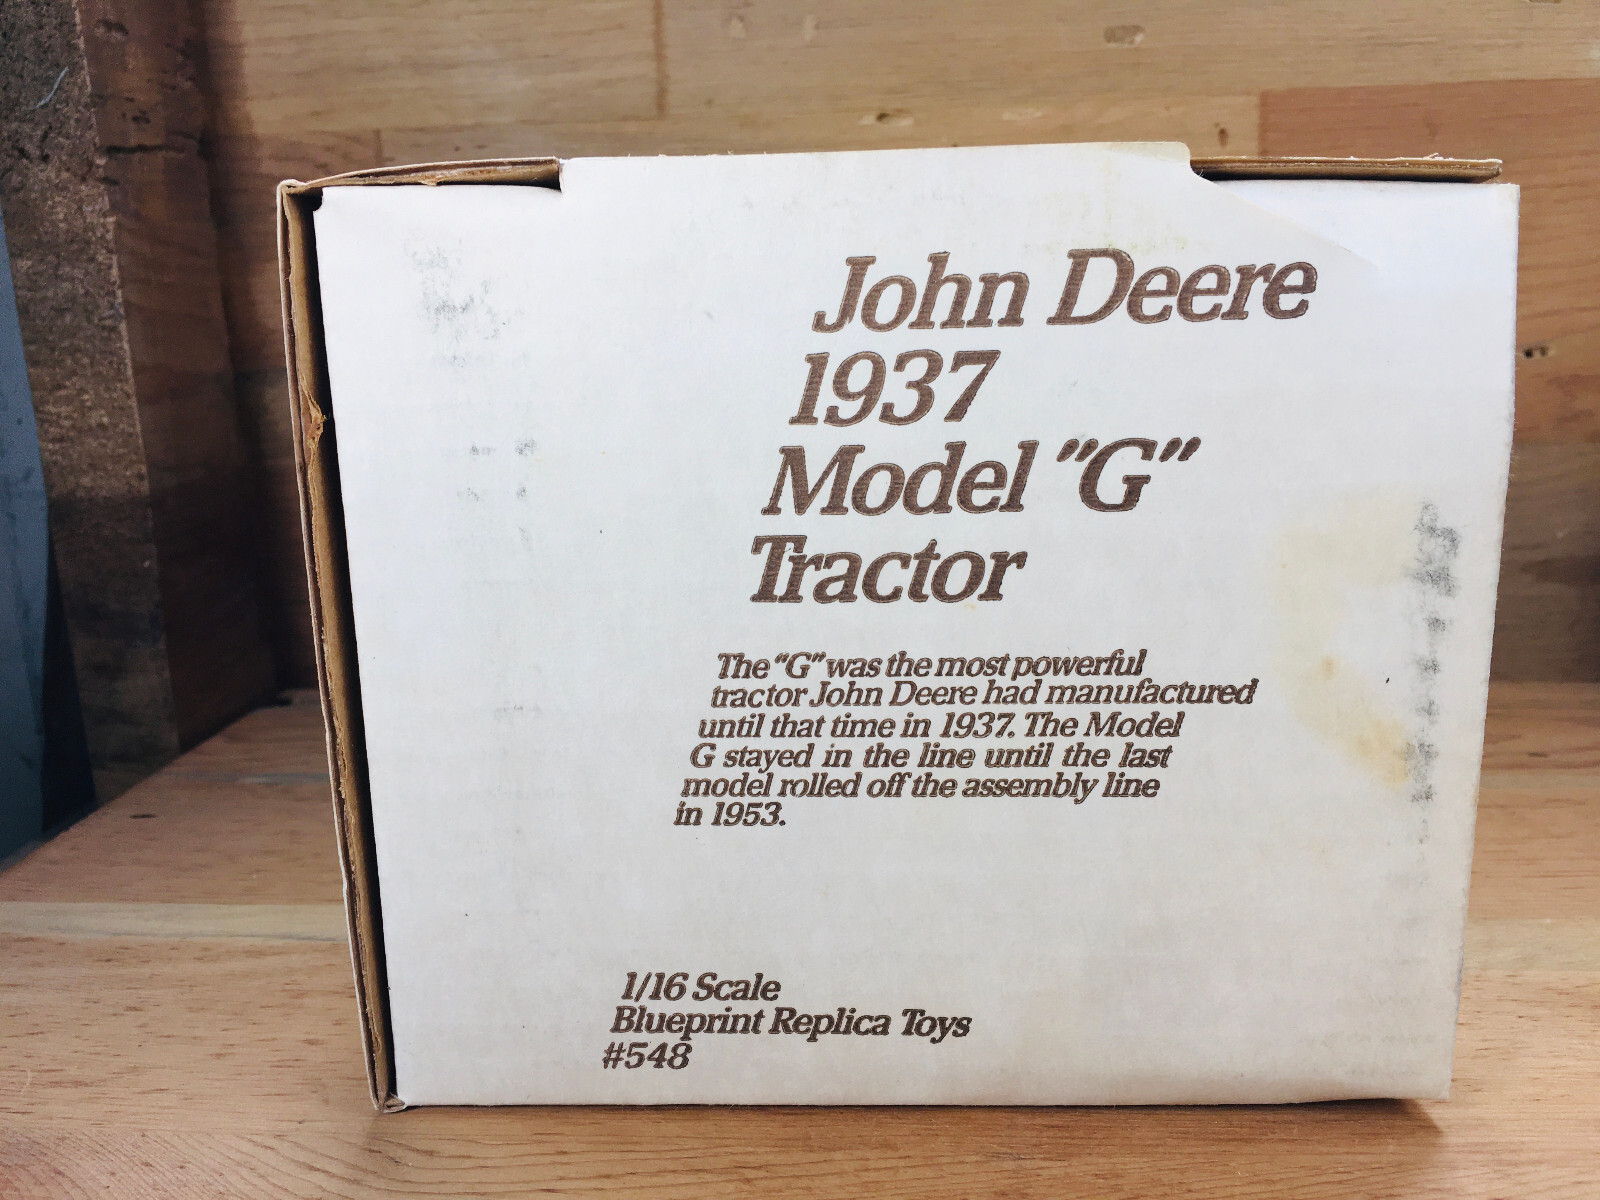 John Deere
1937
Model "G"
Tractor
The "G" was the most powerful
tractor John Deere had manufactured
until that time in 1937. The Model
G stayed in the line until the last
model rolled off the assembly line
in 1953.
1/16 Scale
Blueprint Replica Toys
#548